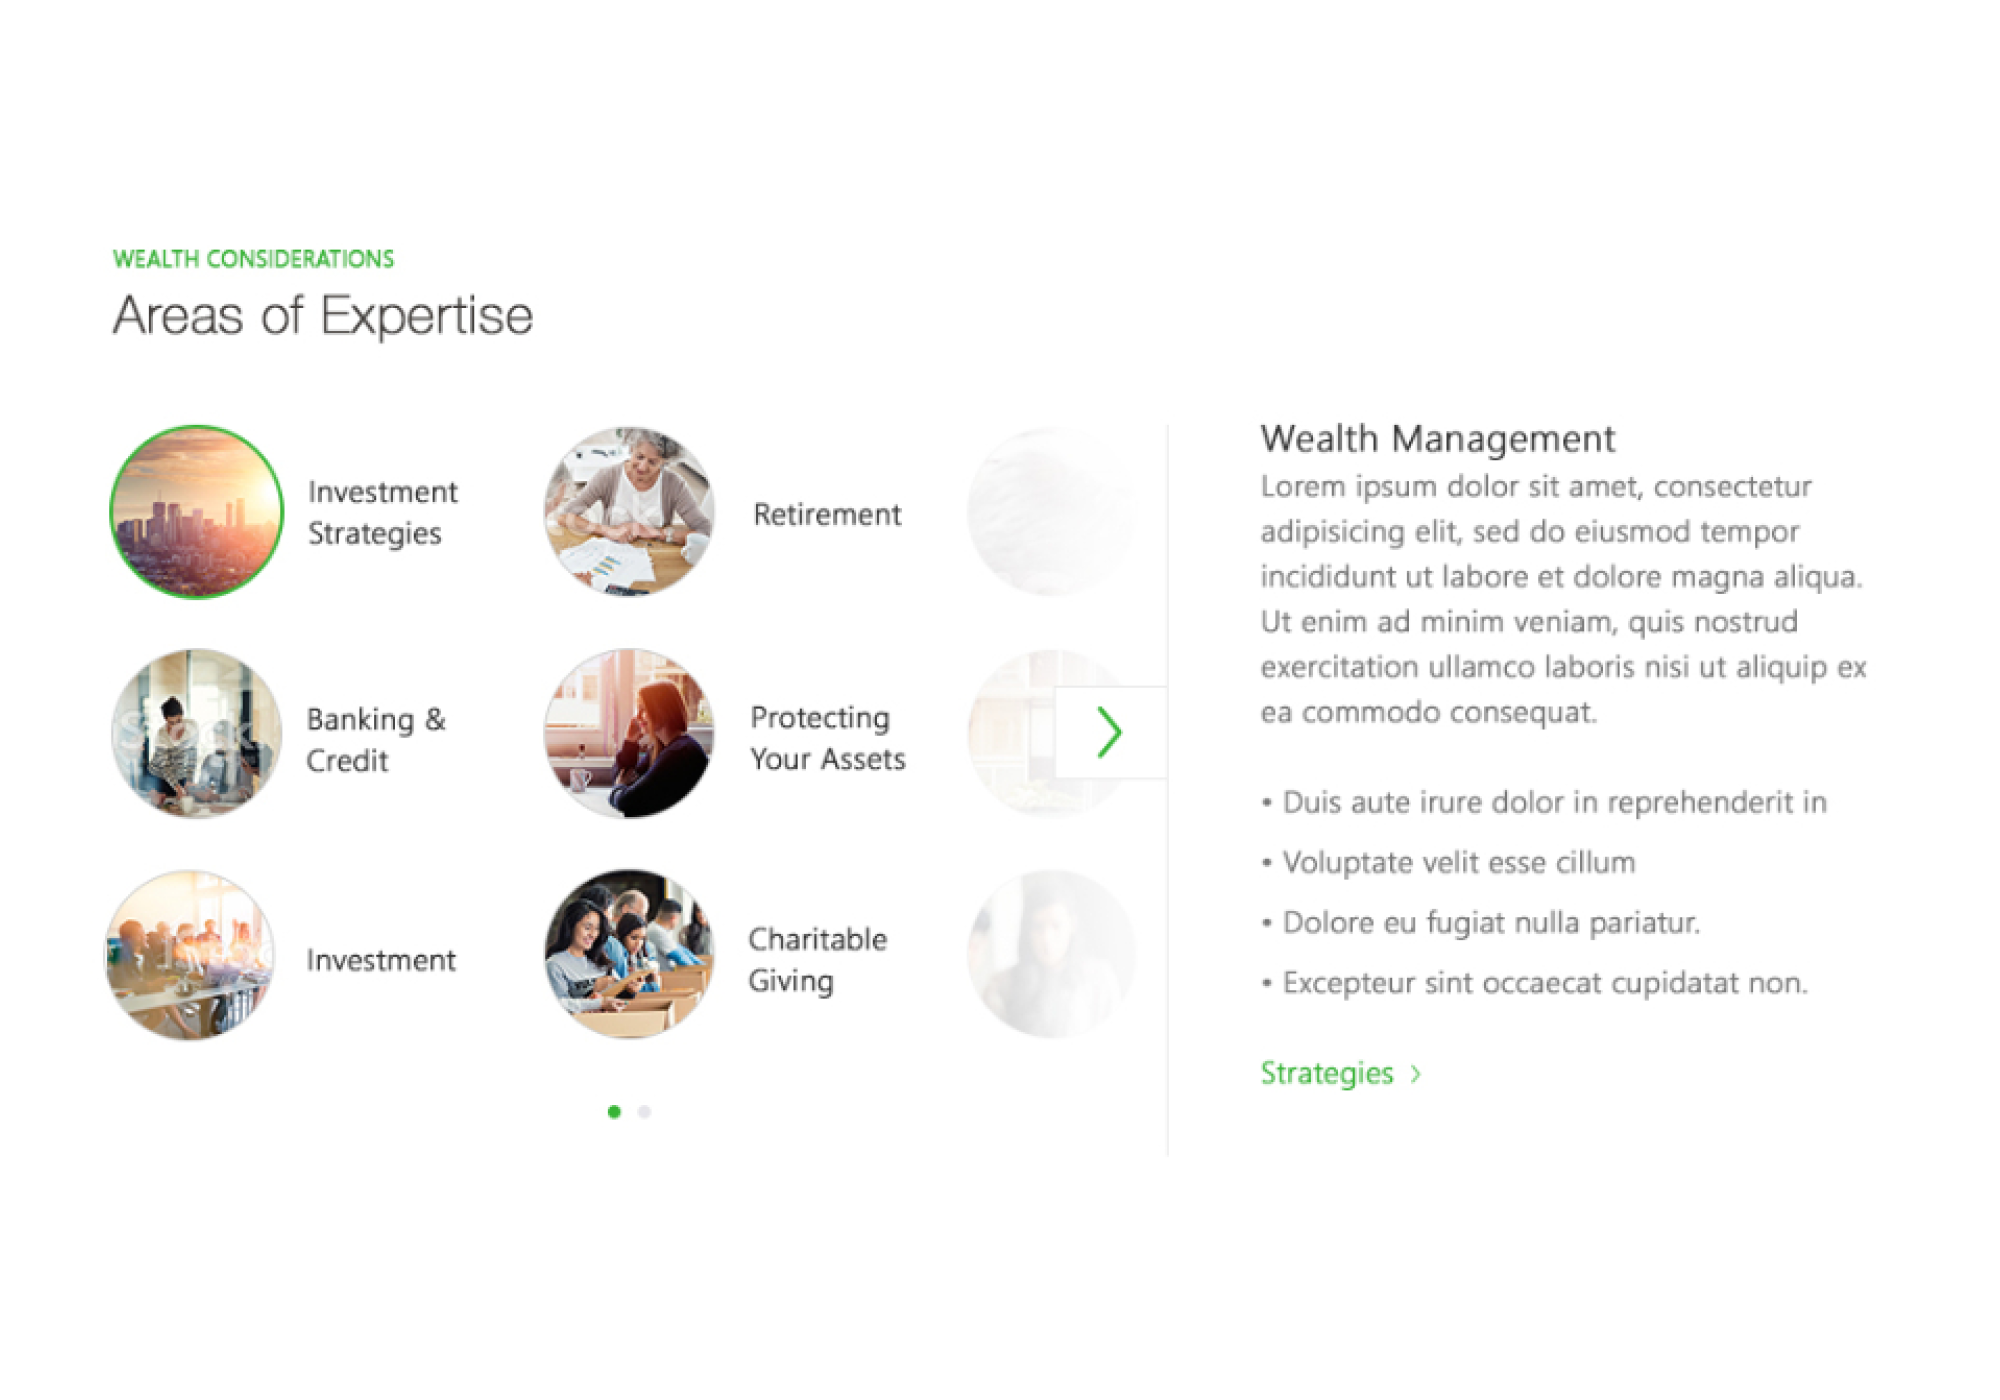 WEALTH CONSIDERATIONS
Areas of Expertise
Investment
Strategies
Retirement
Banking &
Credit
Protecting
Your Assets
Investment
Charitable
Giving
Wealth Management
Lorem ipsum dolor sit amet, consectetur
adipisicing elit, sed do eiusmod tempor
incididunt ut labore et dolore magna aliqua.
Ut enim ad minim veniam, quis nostrud
exercitation ullamco laboris nisi ut aliquip ex
ea commodo consequat.
• Duis aute irure dolor in reprehenderit in
• Voluptate velit esse cillum
• Dolore eu fugiat nulla pariatur.
• Excepteur sint occaecat cupidatat non.
Strategies >